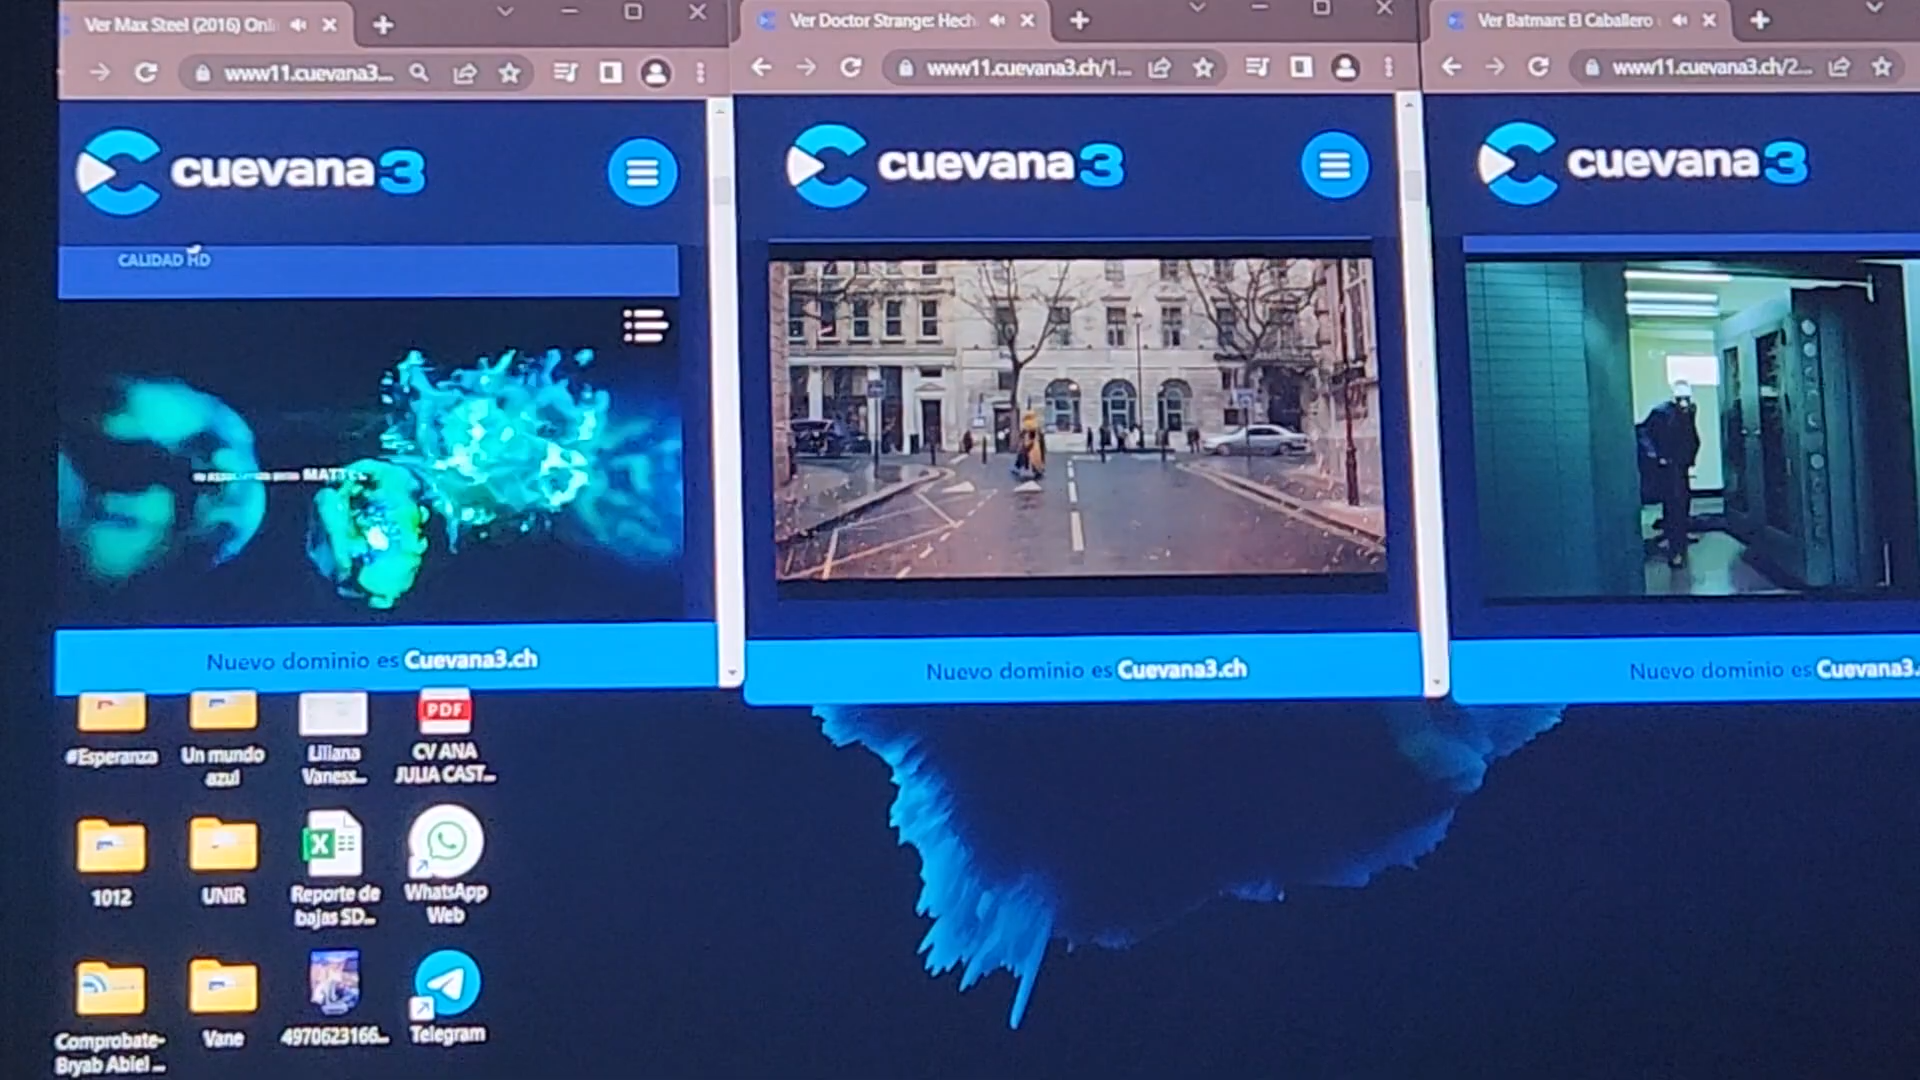 Ver Max Steel (2016) Onli
Ver Doctor Strange: Hech
Ver Batman: El Caballero
www11.cuevana3...
www11.cuevana3.ch/1...
www11.cuevana3.ch/2...
cuevana3
cuevana3
cuevana3
CALIDAD HD
MATTEL
Nuevo dominio es Cuevana3.ch
Nuevo dominio es Cuevana3.ch
Nuevo dominio es Cuevana3.
PDF
#Esperanza
Un mundo
azul
Liliana
Vaness...
CV ANA
JULIA CAST...
1012
UNIR
Reporte de
bajas SD...
WhatsApp
Web
Comprobate-
Bryab Abiel ...
Vane
4970623166...
Telegram